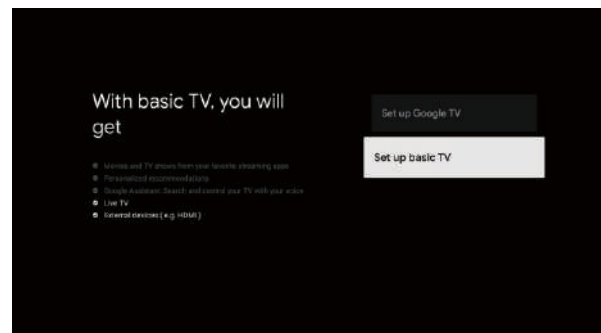 With basic TV, you will
get
Movies and TV shows from your favorite streaming apps
Personalized recommendations
Google Assistant: Search and control your TV with your voice
Live TV
External devices ( e.g. HDMI )
Set up Google TV
Set up basic TV